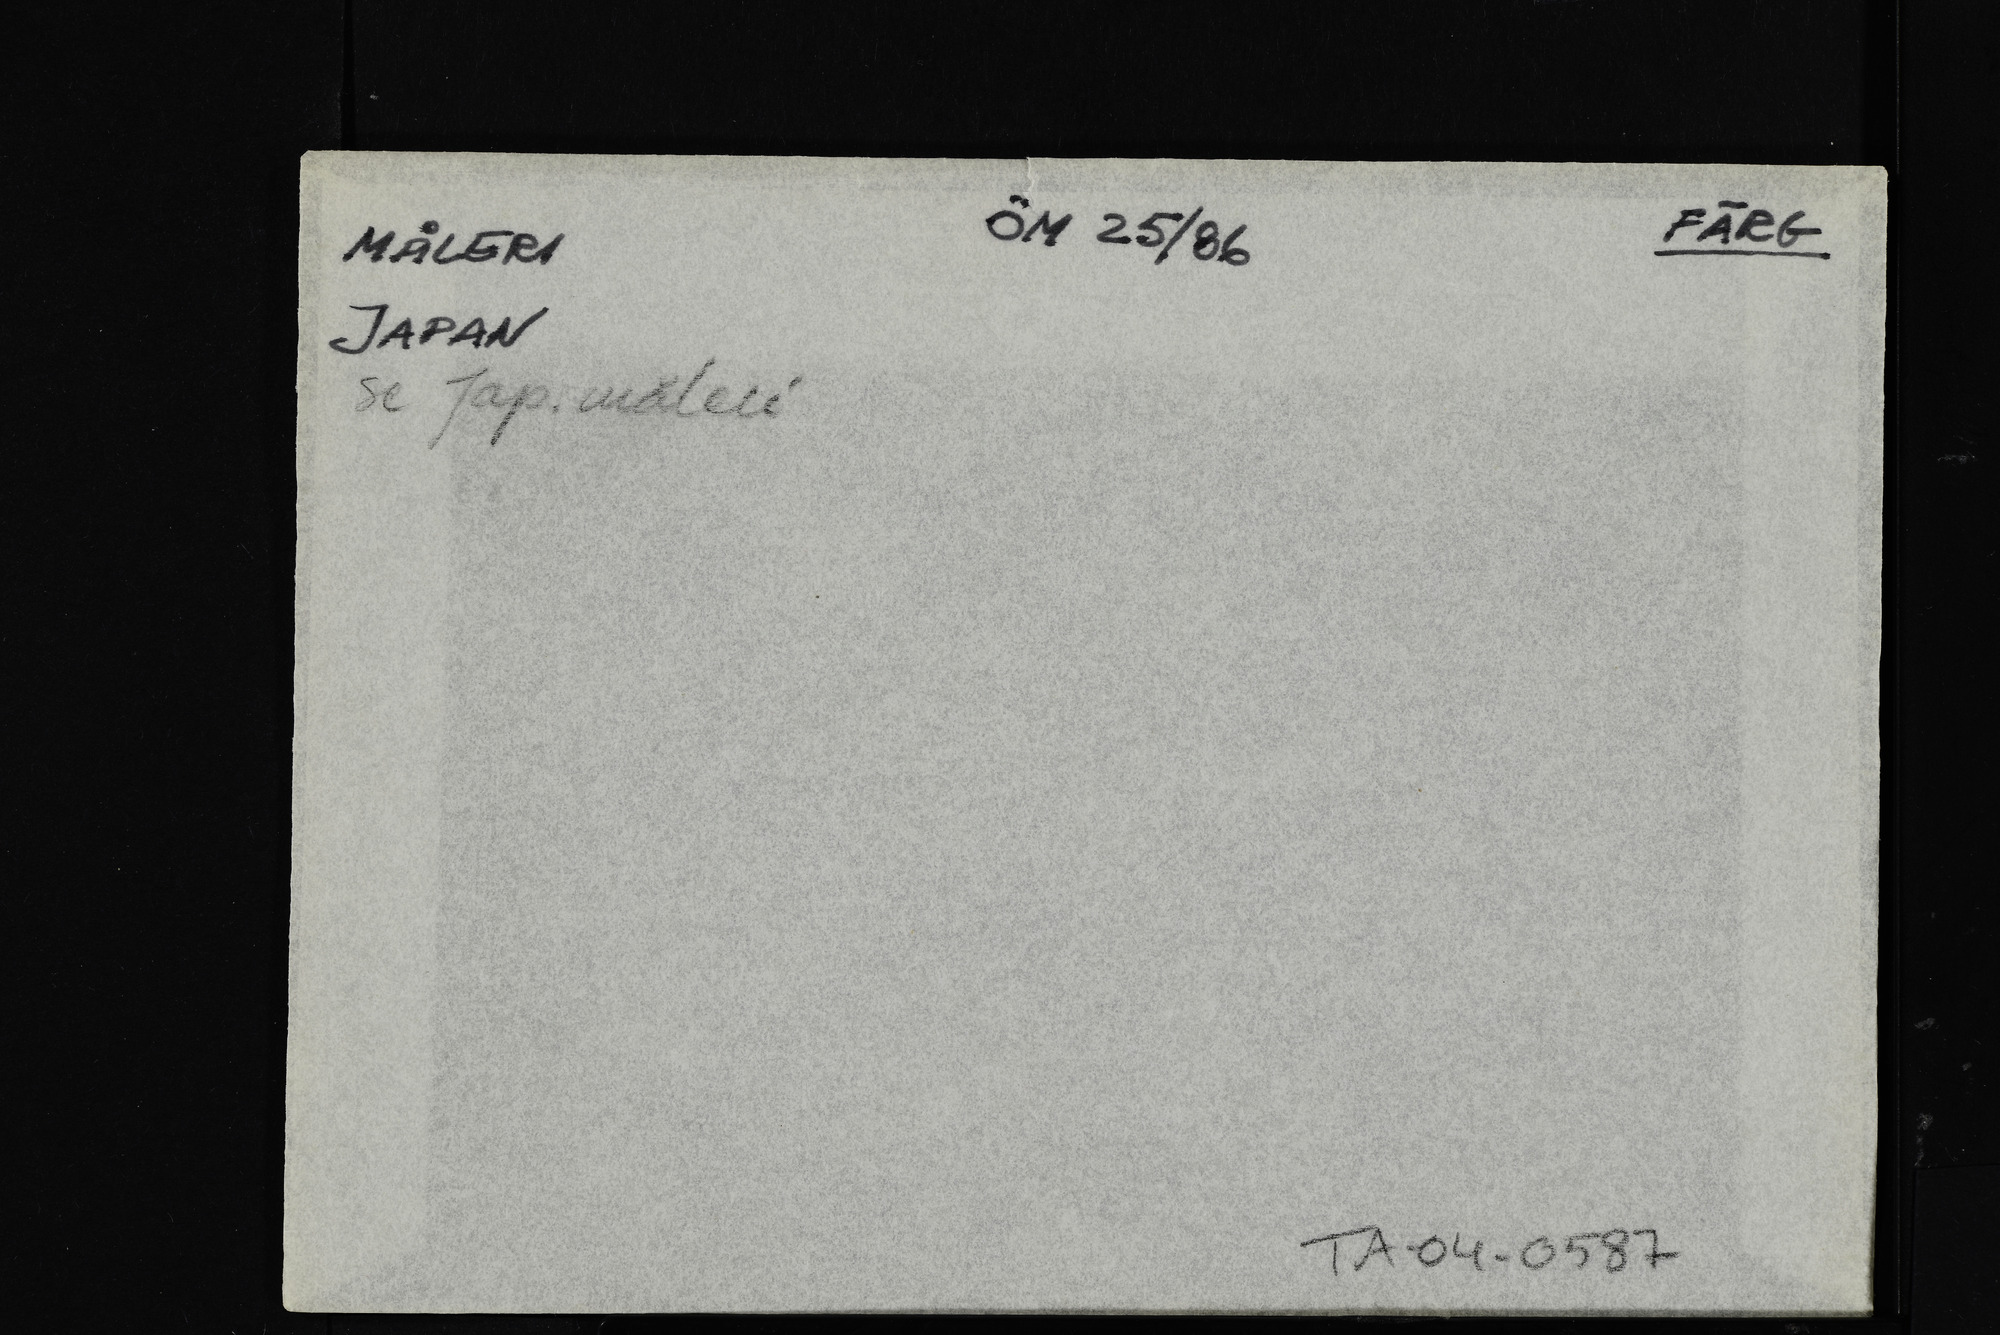 MÅLERI
ÖM 25/86
FÄRG
JAPAN
se Jap. måleri
TA-04-0587